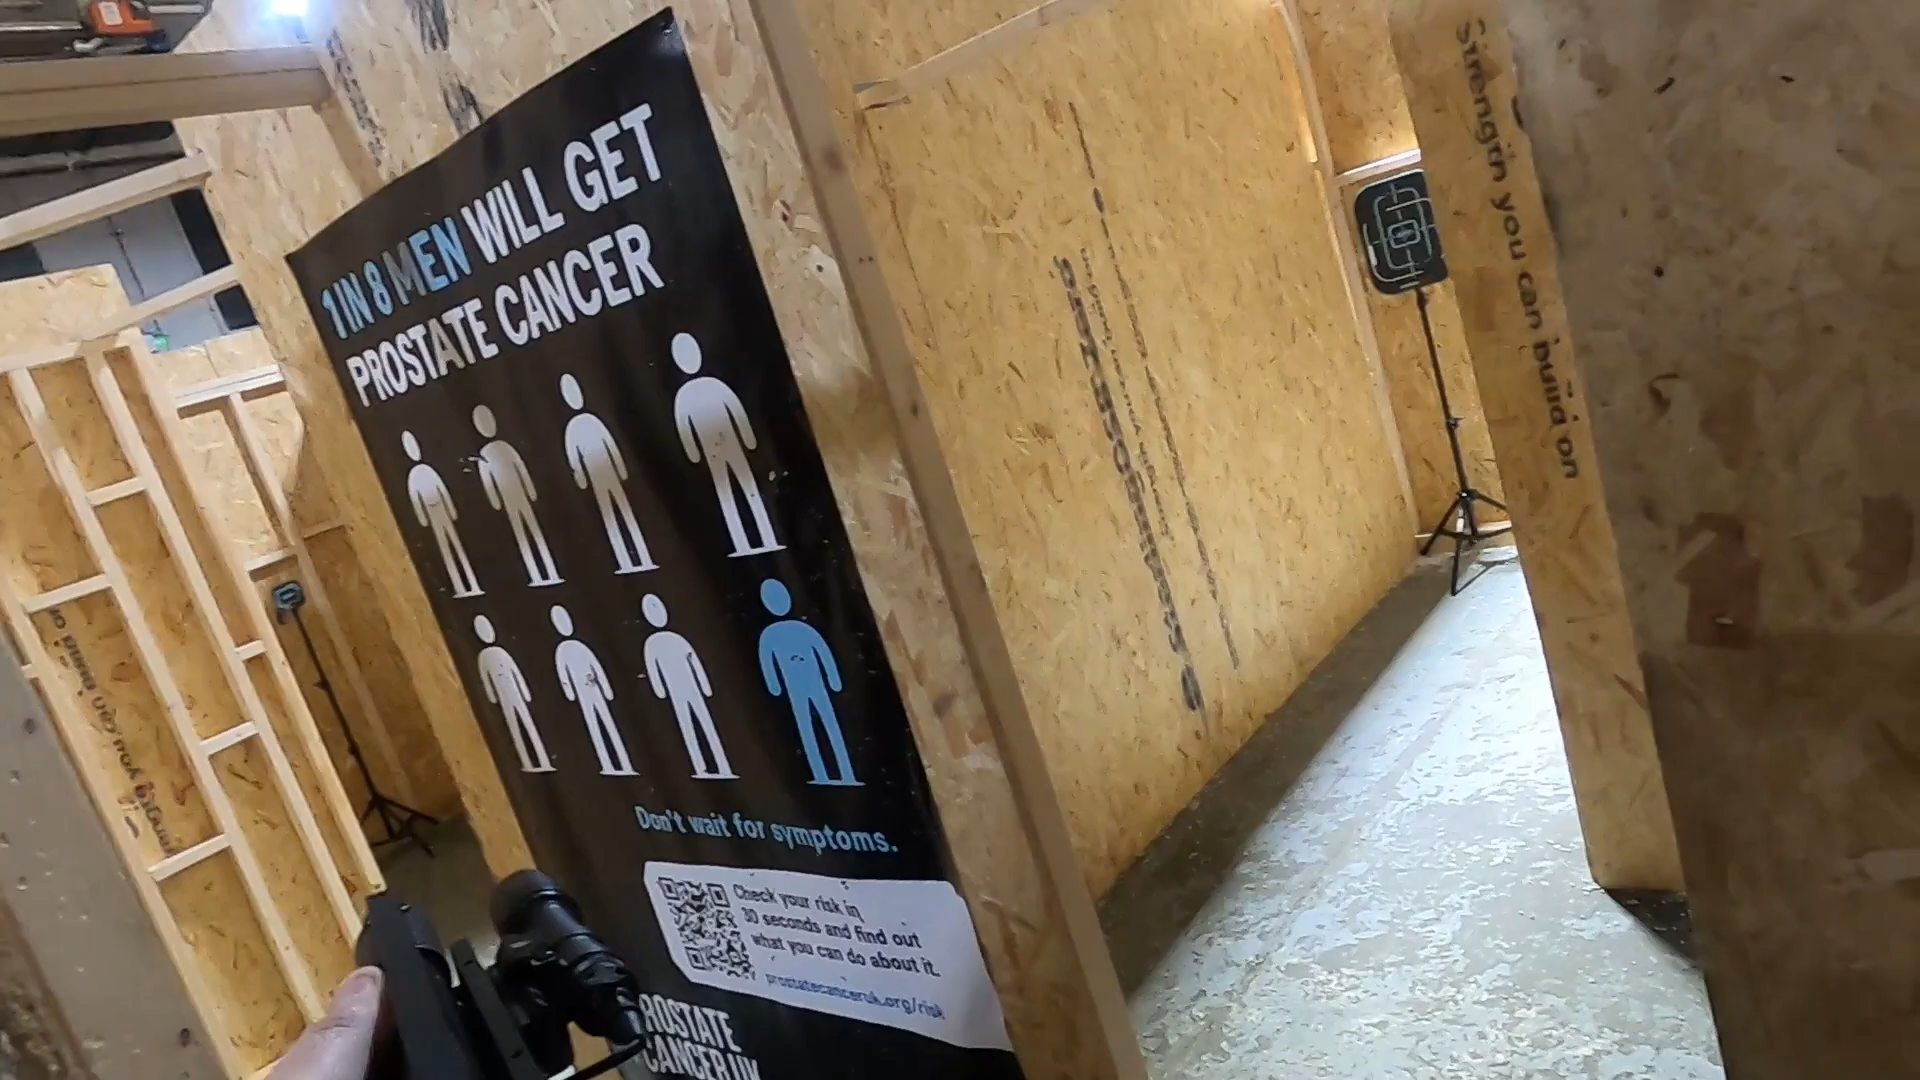 1 IN 8 MEN WILL GET
PROSTATE CANCER
Don't wait for symptoms.
Check your risk in
30 seconds and find out
what you can do about it.
prostatecanceruk.org/risk
PROSTATE
CANCER UK
Strength you can build on